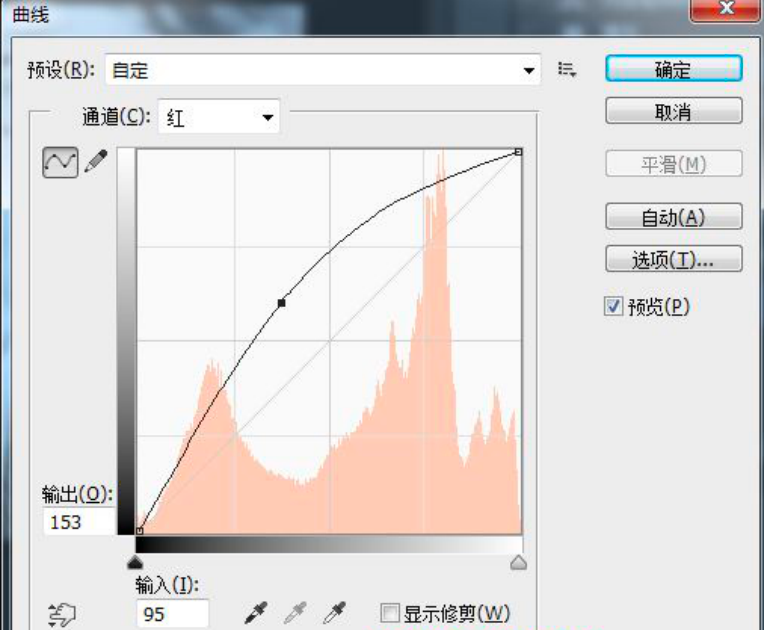 曲线
预设(R): 自定
确定
通道(C): 红
取消
平滑(M)
自动(A)
选项(T)...
预览(P)
输出(O):
153
输入(I):
95
显示修剪(W)